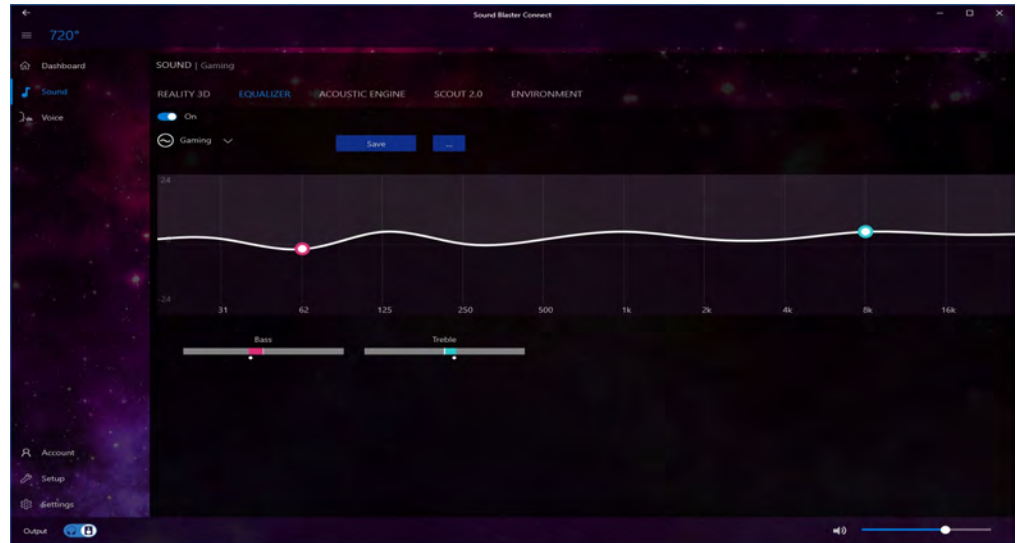 Sound Blaster Connect
720°
Dashboard
Sound
Voice
SOUND | Gaming
REALITY 3D EQUALIZER ACOUSTIC ENGINE SCOUT 2.0 ENVIRONMENT
On
Gaming
Save ...
24
0
-24
31 62 125 250 500 1k 2k 4k 8k 16k
Bass Treble
Account
Setup
Settings
Output